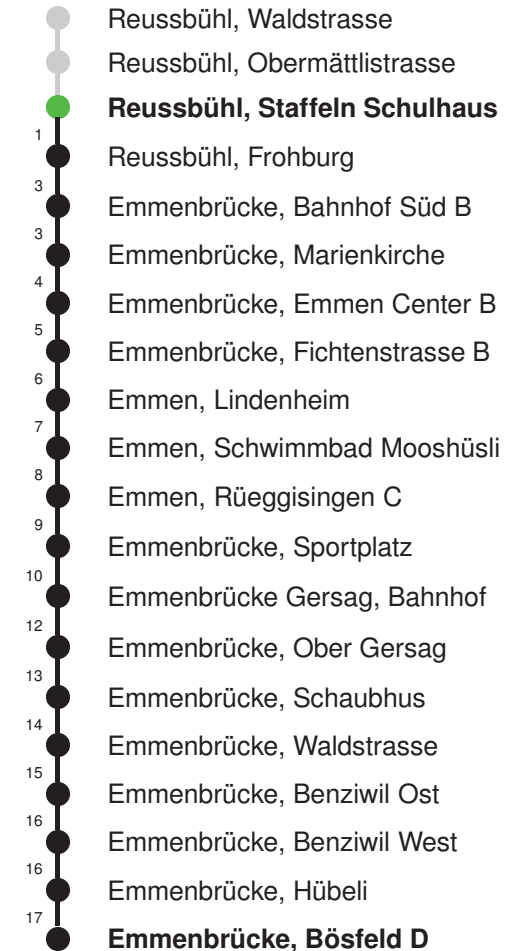 Reussbühl, Waldstrasse
Reussbühl, Obermättlistrasse
Reussbühl, Staffeln Schulhaus
1
Reussbühl, Frohburg
3
Emmenbrücke, Bahnhof Süd B
3
Emmenbrücke, Marienkirche
4
Emmenbrücke, Emmen Center B
5
Emmenbrücke, Fichtenstrasse B
6
Emmen, Lindenheim
7
Emmen, Schwimmbad Mooshüsli
8
Emmen, Rüeggisingen C
9
Emmenbrücke, Sportplatz
10
Emmenbrücke Gersag, Bahnhof
12
Emmenbrücke, Ober Gersag
13
Emmenbrücke, Schaubhus
14
Emmenbrücke, Waldstrasse
15
Emmenbrücke, Benziwil Ost
16
Emmenbrücke, Benziwil West
16
Emmenbrücke, Hübeli
17
Emmenbrücke, Bösfeld D